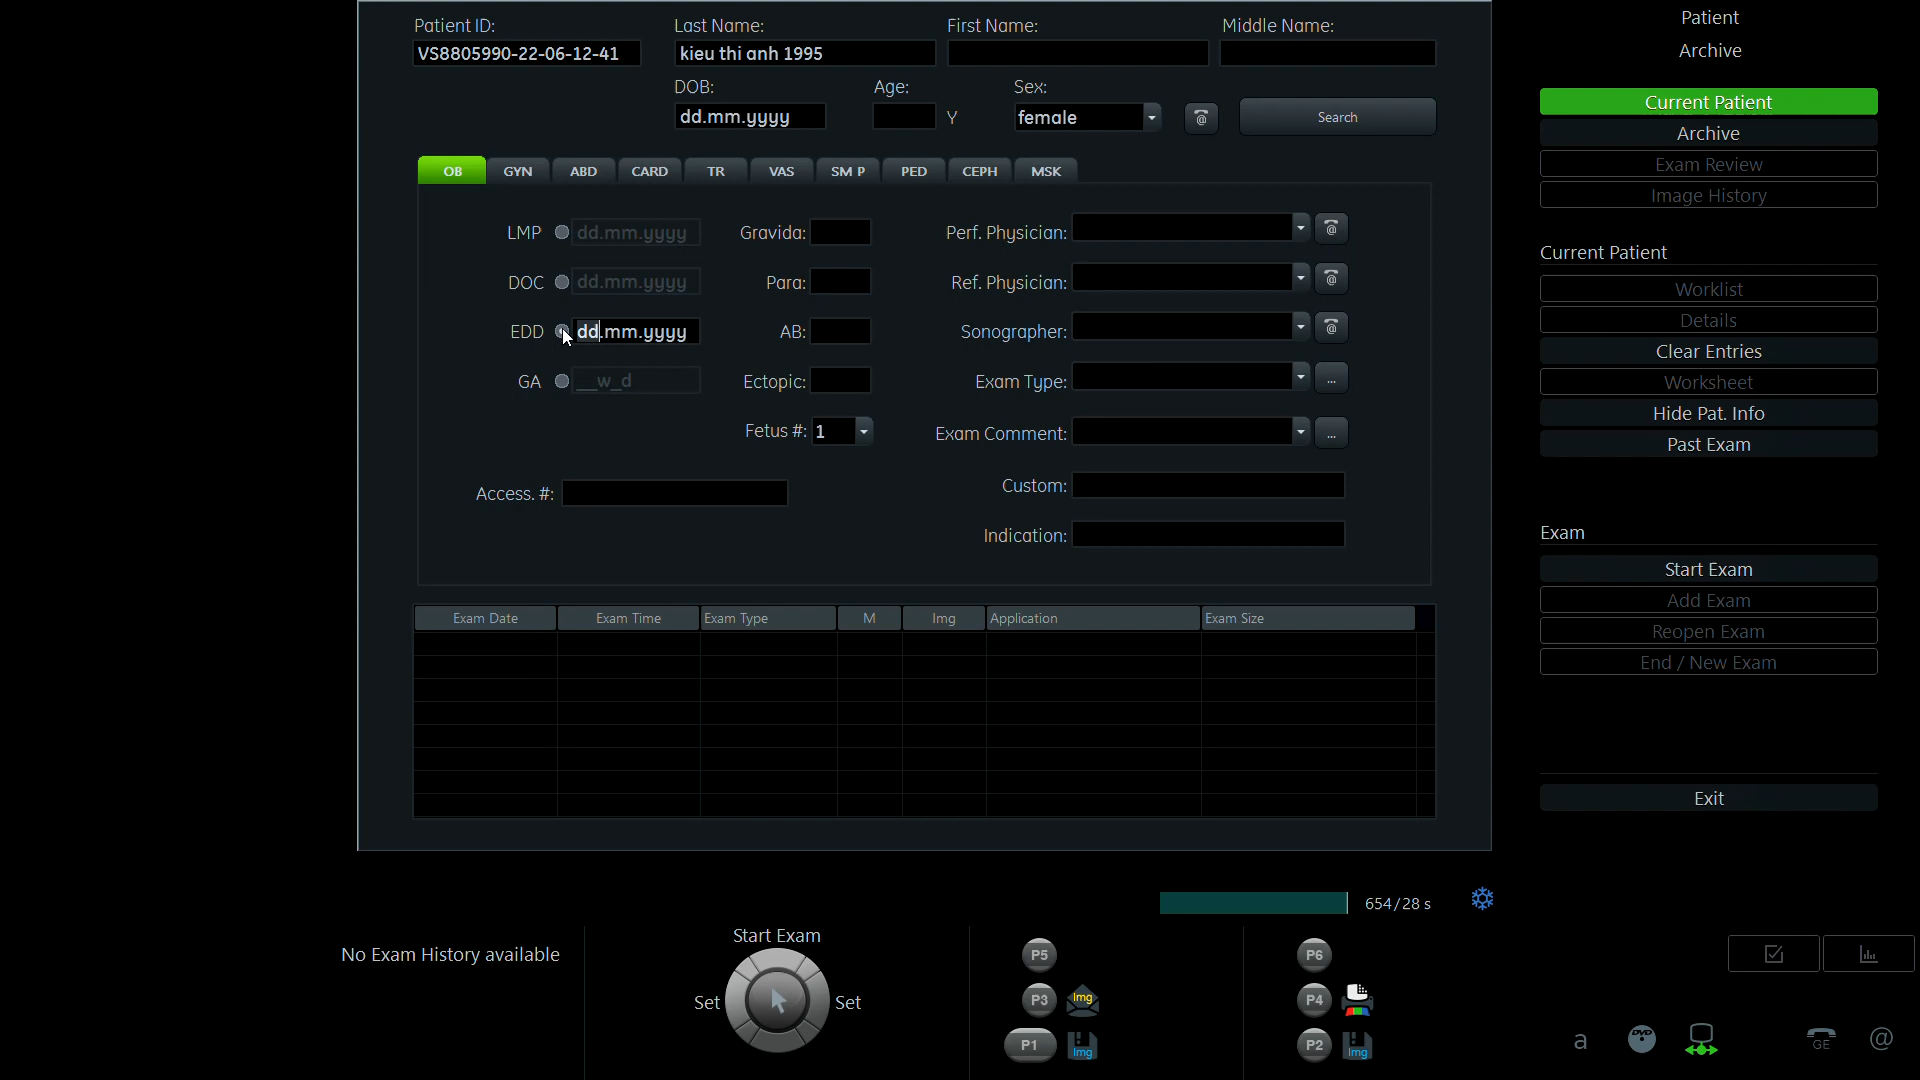 Patient ID: Last Name: First Name: Middle Name:
VS8805990-22-06-12-41 kieu thi anh 1995
DOB: Age: Sex:
dd.mm.yyyy Y female @ Search
OB GYN ABD CARD TR VAS SM P PED CEPH MSK
LMP dd.mm.yyyy Gravida: Perf. Physician: @
DOC dd.mm.yyyy Para: Ref. Physician: @
EDD dd.mm.yyyy AB: Sonographer: @
GA __w_d Ectopic: Exam Type: ...
Fetus #: 1 Exam Comment: ...
Access. #: Custom:
Indication:
Exam Date Exam Time Exam Type M Img Application Exam Size
Patient
Archive
Current Patient
Archive
Exam Review
Image History
Current Patient
Worklist
Details
Clear Entries
Worksheet
Hide Pat. Info
Past Exam
Exam
Start Exam
Add Exam
Reopen Exam
End / New Exam
Exit
654/28 s
No Exam History available
Start Exam
Set Set
P5 P6
P3 Img P4
P1 Img P2 Img
a DVD GE @